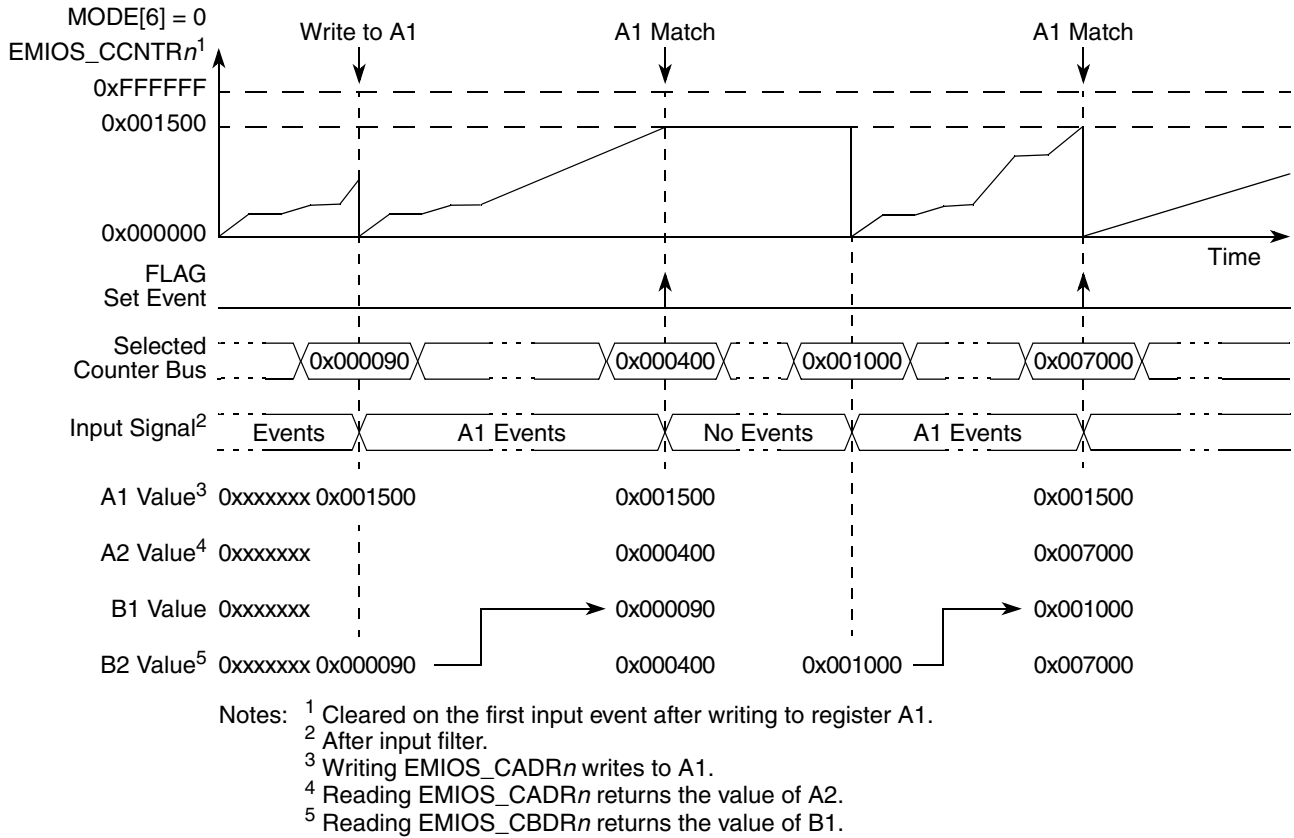 MODE[6] = 0
EMIOS_CCNTRn¹
Write to A1
A1 Match
A1 Match
0xFFFFFF
0x001500
0x000000
Time
FLAG
Set Event
Selected
Counter Bus
0x000090
0x000400
0x001000
0x007000
Input Signal²
Events
A1 Events
No Events
A1 Events
A1 Value³ 0xxxxxxx 0x001500 0x001500 0x001500
A2 Value⁴ 0xxxxxxx 0x000400 0x007000
B1 Value 0xxxxxxx 0x000090 0x001000
B2 Value⁵ 0xxxxxxx 0x000090 0x000400 0x001000 0x007000
Notes: ¹ Cleared on the first input event after writing to register A1.
² After input filter.
³ Writing EMIOS_CADRn writes to A1.
⁴ Reading EMIOS_CADRn returns the value of A2.
⁵ Reading EMIOS_CBDRn returns the value of B1.